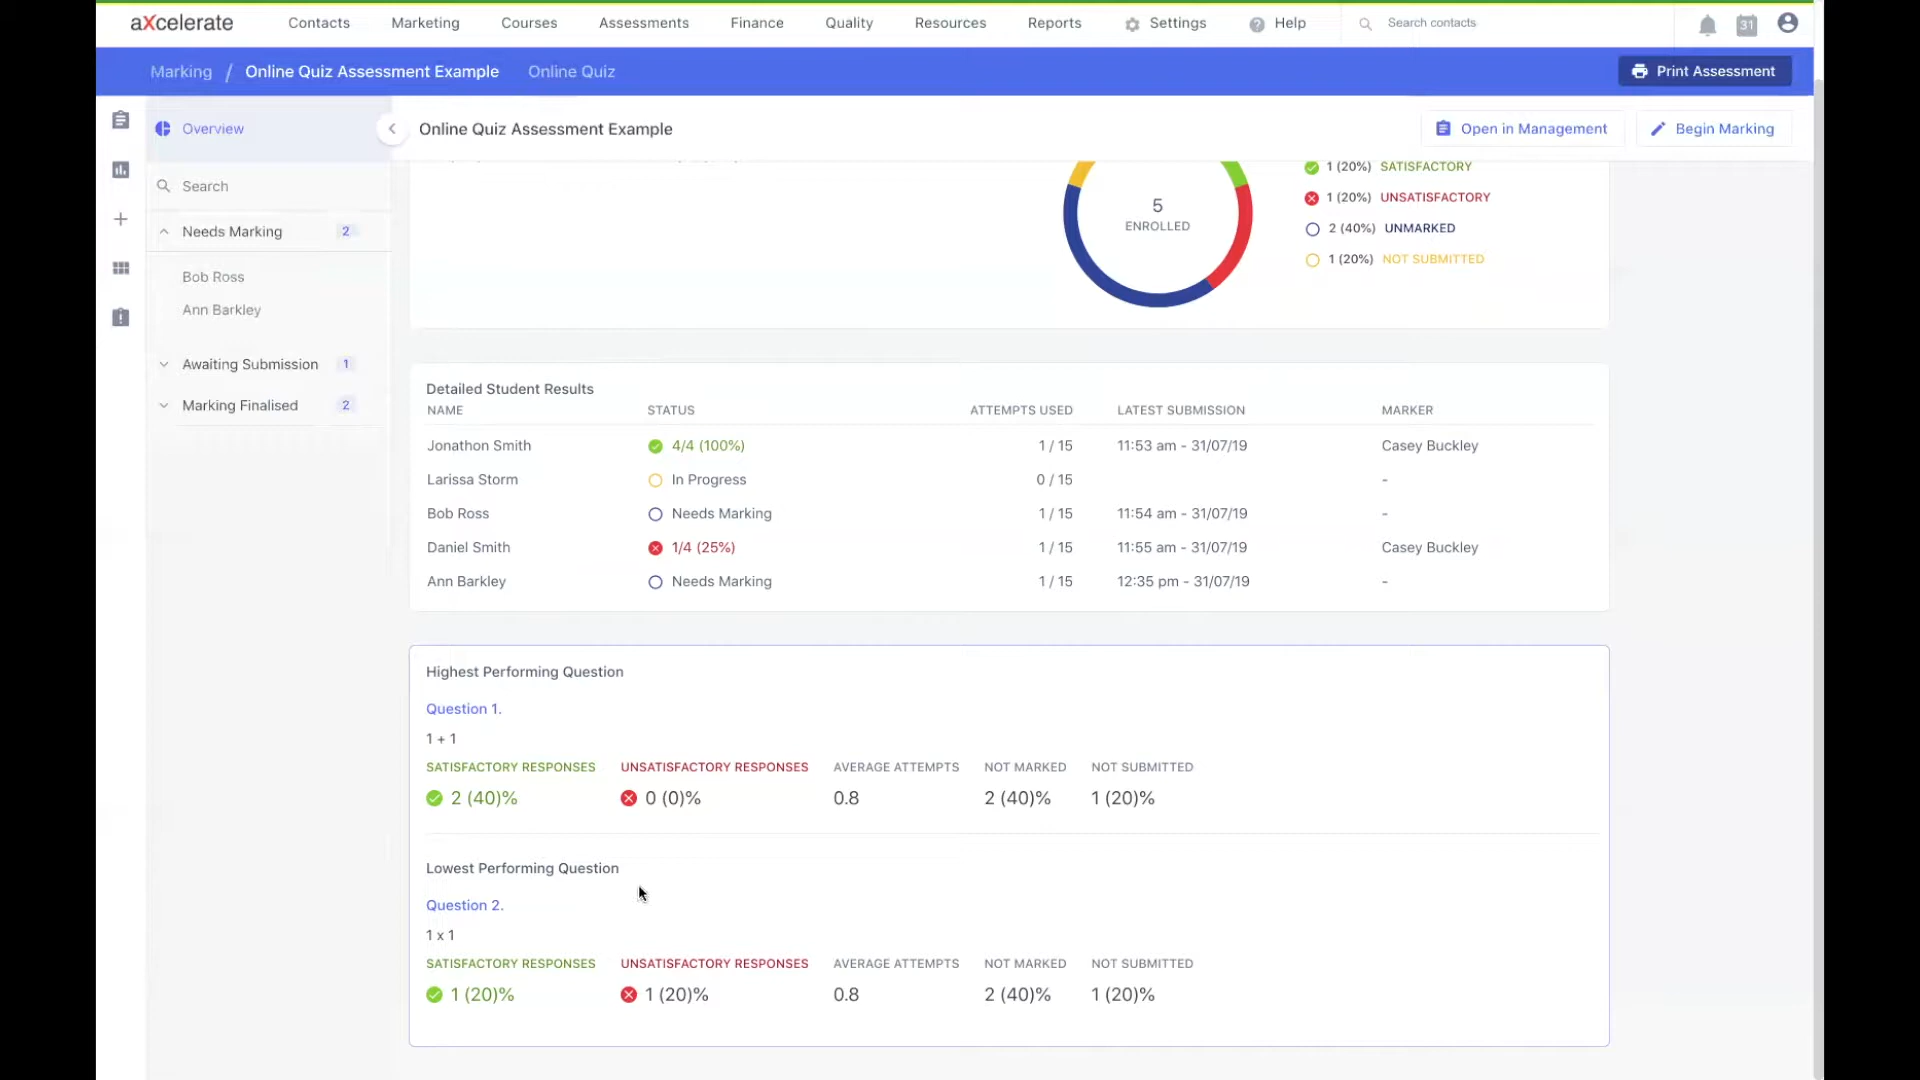 aXcelerate Contacts Marketing Courses Assessments Finance Quality Resources Reports Settings Help Search contacts 31
Marking / Online Quiz Assessment Example Online Quiz Print Assessment
Overview
Online Quiz Assessment Example Open in Management Begin Marking
Search
Needs Marking 2
Bob Ross
Ann Barkley
Awaiting Submission 1
Marking Finalised 2
5
ENROLLED
1 (20%) SATISFACTORY
1 (20%) UNSATISFACTORY
2 (40%) UNMARKED
1 (20%) NOT SUBMITTED
Detailed Student Results
NAME STATUS ATTEMPTS USED LATEST SUBMISSION MARKER
Jonathon Smith 4/4 (100%) 1 / 15 11:53 am - 31/07/19 Casey Buckley
Larissa Storm In Progress 0 / 15 -
Bob Ross Needs Marking 1 / 15 11:54 am - 31/07/19 -
Daniel Smith 1/4 (25%) 1 / 15 11:55 am - 31/07/19 Casey Buckley
Ann Barkley Needs Marking 1 / 15 12:35 pm - 31/07/19 -
Highest Performing Question
Question 1.
1 + 1
SATISFACTORY RESPONSES UNSATISFACTORY RESPONSES AVERAGE ATTEMPTS NOT MARKED NOT SUBMITTED
2 (40)% 0 (0)% 0.8 2 (40)% 1 (20)%
Lowest Performing Question
Question 2.
1 x 1
SATISFACTORY RESPONSES UNSATISFACTORY RESPONSES AVERAGE ATTEMPTS NOT MARKED NOT SUBMITTED
1 (20)% 1 (20)% 0.8 2 (40)% 1 (20)%